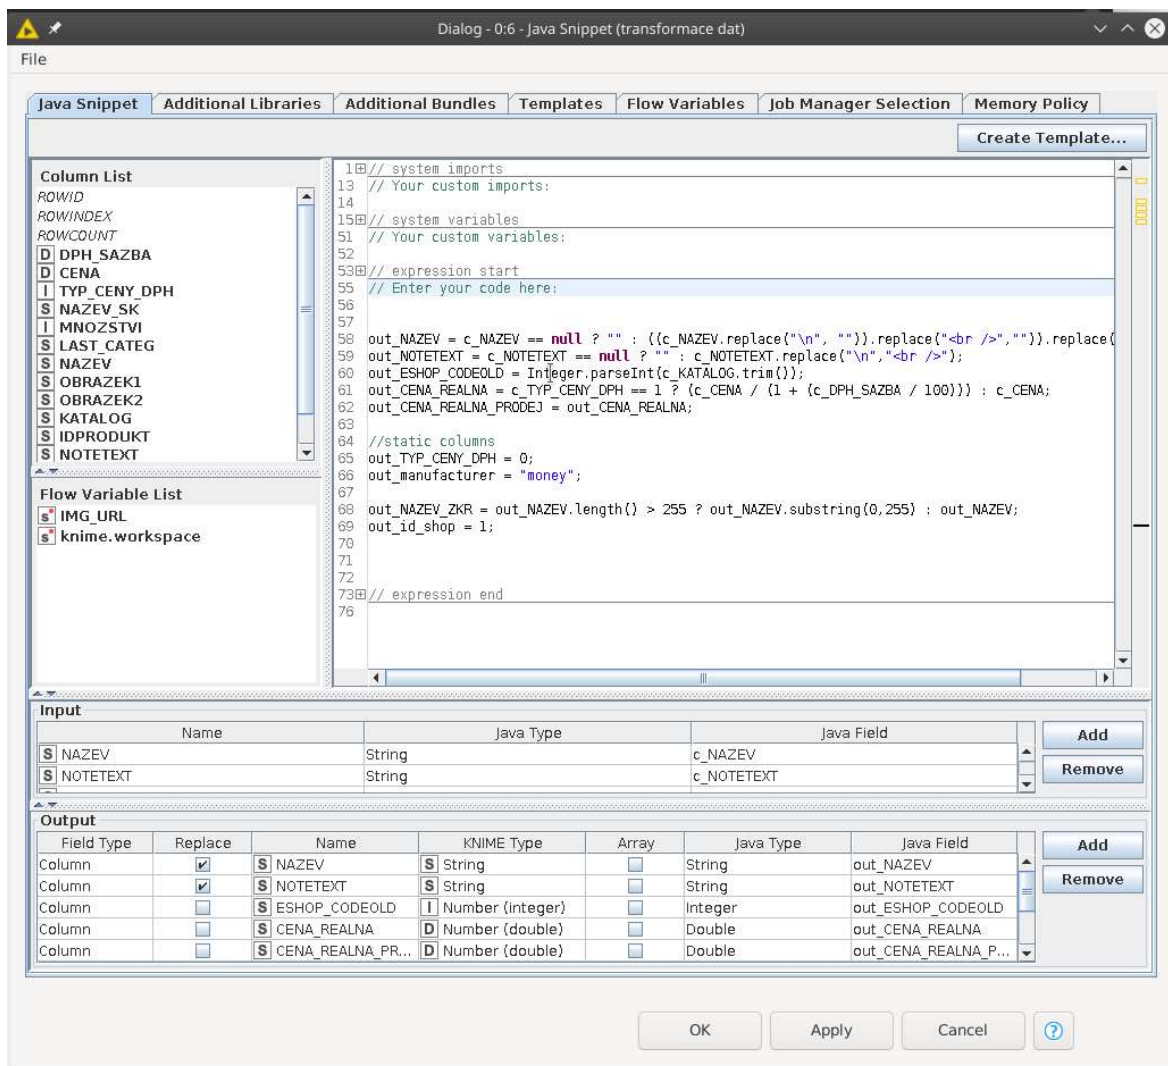 Dialog - 0:6 - Java Snippet (transformace dat)
File
Java Snippet Additional Libraries Additional Bundles Templates Flow Variables Job Manager Selection Memory Policy
Create Template...
Column List
ROWID
ROWINDEX
ROWCOUNT
D DPH_SAZBA
D CENA
I TYP_CENY_DPH
S NAZEV_SK
I MNOZSTVI
S LAST_CATEG
S NAZEV
S OBRAZEK1
S OBRAZEK2
S KATALOG
S IDPRODUKT
S NOTETEXT
Flow Variable List
s IMG_URL
s knime.workspace
1 // system imports
13 // Your custom imports:
14
15 // system variables
51 // Your custom variables:
52
53 // expression start
55 // Enter your code here:
56
57
58 out_NAZEV = c_NAZEV == null ? "" : ((c_NAZEV.replace("\n", "")).replace("<br />","")).replace(
59 out_NOTETEXT = c_NOTETEXT == null ? "" : c_NOTETEXT.replace("\n","<br />");
60 out_ESHOP_CODEOLD = Integer.parseInt(c_KATALOG.trim());
61 out_CENA_REALNA = c_TYP_CENY_DPH == 1 ? (c_CENA / (1 + (c_DPH_SAZBA / 100))) : c_CENA;
62 out_CENA_REALNA_PRODEJ = out_CENA_REALNA;
63
64 //static columns
65 out_TYP_CENY_DPH = 0;
66 out_manufacturer = "money";
67
68 out_NAZEV_ZKR = out_NAZEV.length() > 255 ? out_NAZEV.substring(0,255) : out_NAZEV;
69 out_id_shop = 1;
70
71
72
73 // expression end
76
Input
Name Java Type Java Field
S NAZEV String c_NAZEV
S NOTETEXT String c_NOTETEXT
Add
Remove
Output
Field Type Replace Name KNIME Type Array Java Type Java Field
Column S NAZEV S String String out_NAZEV
Column S NOTETEXT S String String out_NOTETEXT
Column S ESHOP_CODEOLD I Number (integer) Integer out_ESHOP_CODEOLD
Column S CENA_REALNA D Number (double) Double out_CENA_REALNA
Column S CENA_REALNA_PR... D Number (double) Double out_CENA_REALNA_P...
Add
Remove
OK Apply Cancel ?